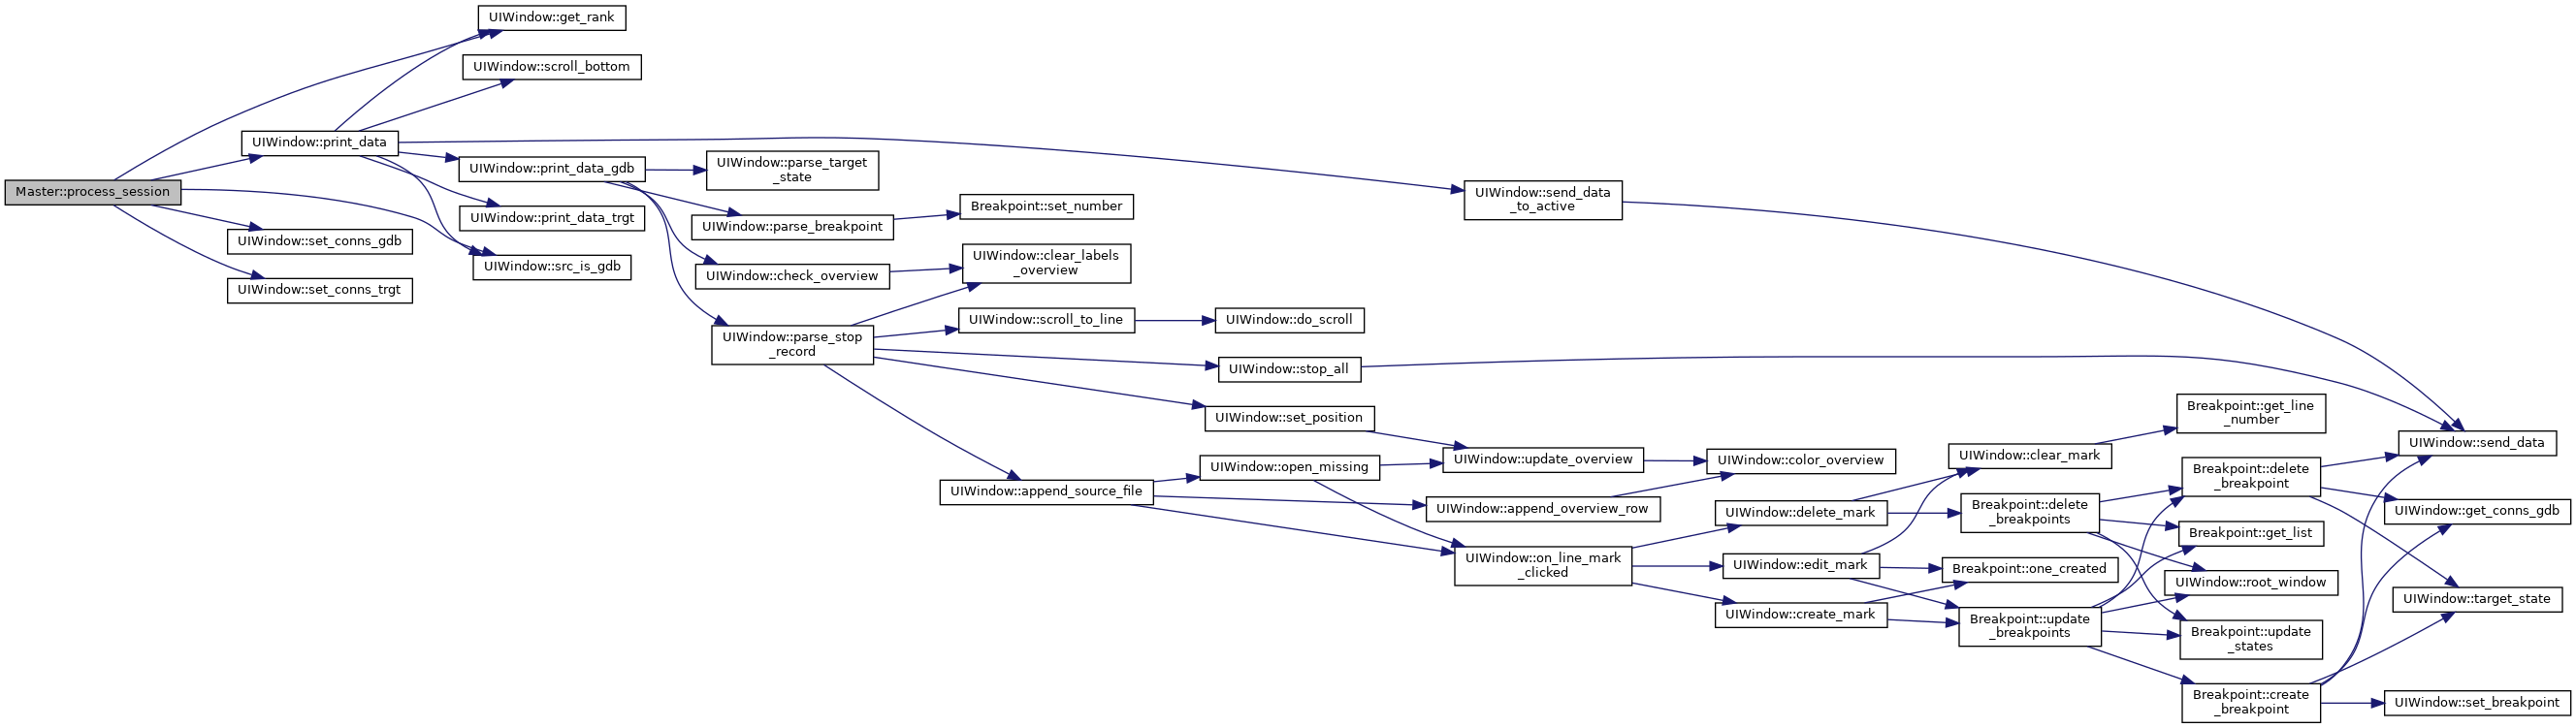 Master::process_session
UIWindow::get_rank
UIWindow::scroll_bottom
UIWindow::print_data
UIWindow::print_data_gdb
UIWindow::print_data_trgt
UIWindow::set_conns_gdb
UIWindow::src_is_gdb
UIWindow::set_conns_trgt
UIWindow::parse_target
_state
UIWindow::parse_breakpoint
Breakpoint::set_number
UIWindow::check_overview
UIWindow::clear_labels
_overview
UIWindow::parse_stop
_record
UIWindow::scroll_to_line
UIWindow::do_scroll
UIWindow::stop_all
UIWindow::set_position
UIWindow::append_source_file
UIWindow::open_missing
UIWindow::update_overview
UIWindow::color_overview
UIWindow::append_overview_row
UIWindow::on_line_mark
_clicked
UIWindow::send_data
_to_active
UIWindow::delete_mark
UIWindow::edit_mark
UIWindow::create_mark
UIWindow::clear_mark
Breakpoint::delete
_breakpoints
Breakpoint::one_created
Breakpoint::update
_breakpoints
Breakpoint::get_line
_number
Breakpoint::delete
_breakpoint
Breakpoint::get_list
UIWindow::root_window
Breakpoint::update
_states
Breakpoint::create
_breakpoint
UIWindow::send_data
UIWindow::get_conns_gdb
UIWindow::target_state
UIWindow::set_breakpoint